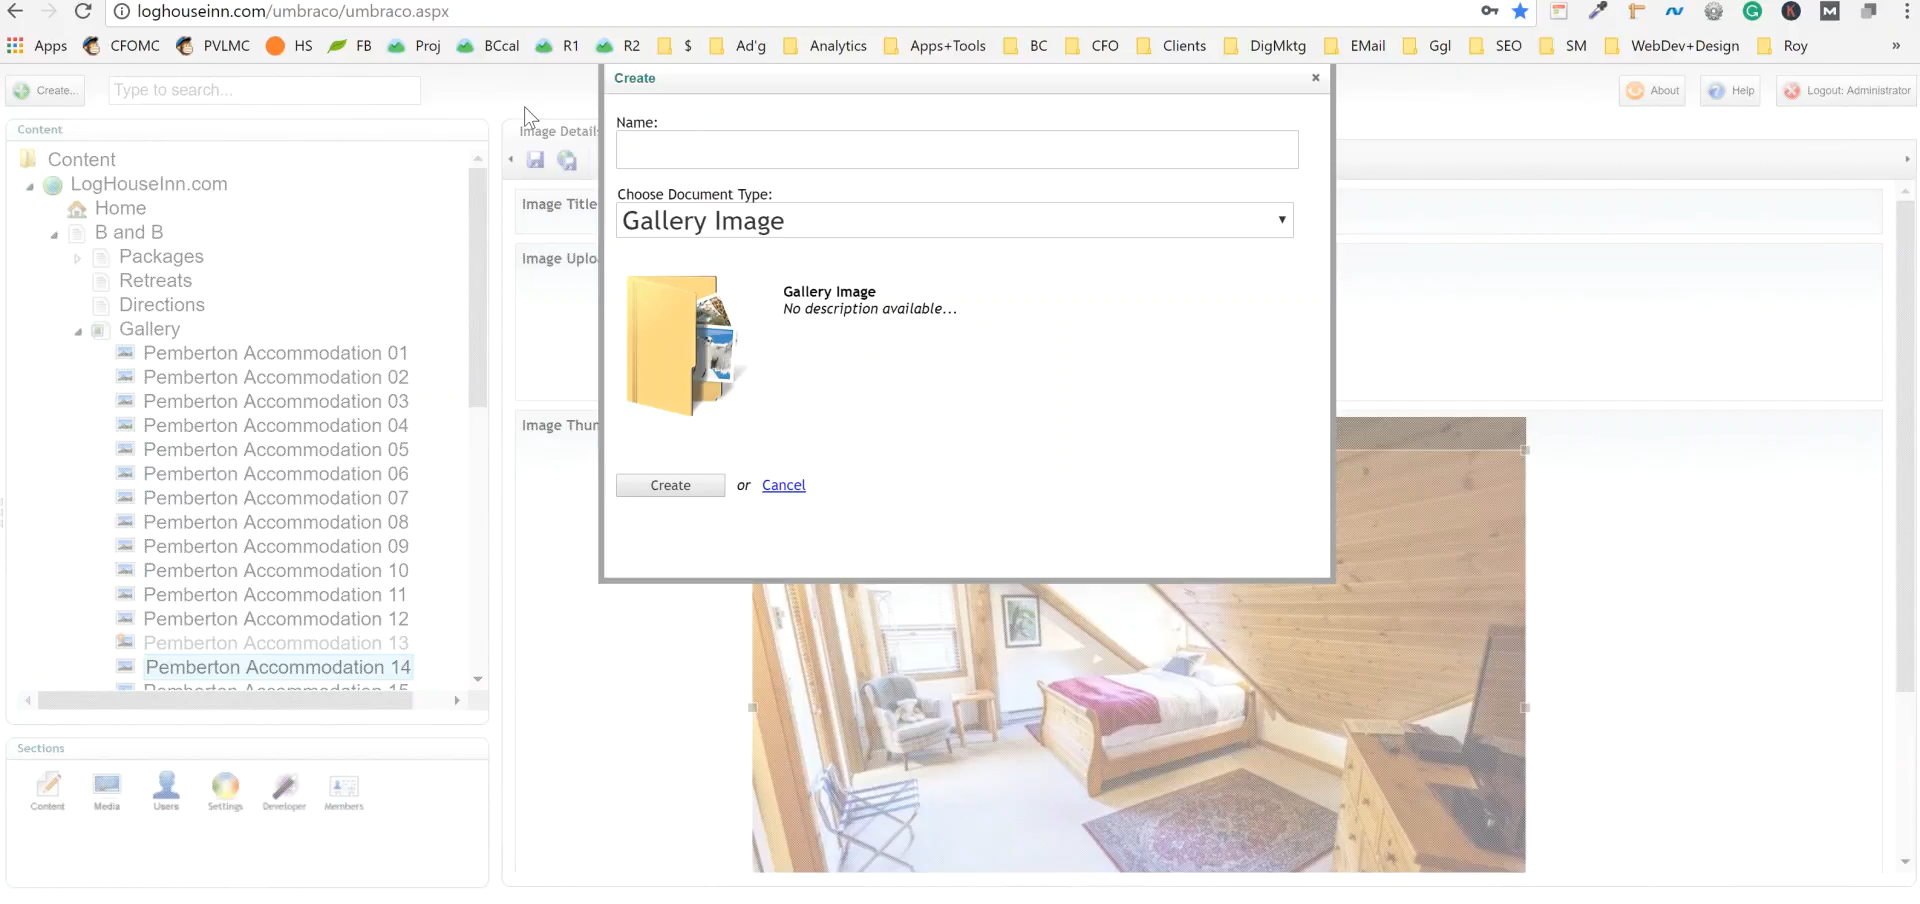 loghouseinn.com/umbraco/umbraco.aspx
Apps CFOMC PVLMC HS FB Proj BCcal R1 R2 $ Ad'g Analytics Apps+Tools BC CFO Clients DigMktg EMail Ggl SEO SM WebDev+Design Roy »
Create... Type to search... About Help Logout: Administrator
Content
Content
LogHouseInn.com
Home
B and B
Packages
Retreats
Directions
Gallery
Pemberton Accommodation 01
Pemberton Accommodation 02
Pemberton Accommodation 03
Pemberton Accommodation 04
Pemberton Accommodation 05
Pemberton Accommodation 06
Pemberton Accommodation 07
Pemberton Accommodation 08
Pemberton Accommodation 09
Pemberton Accommodation 10
Pemberton Accommodation 11
Pemberton Accommodation 12
Pemberton Accommodation 13
Pemberton Accommodation 14
Pemberton Accommodation 15
Sections
Content Media Users Settings Developer Members
Image Details
Image Title
Image Uplo
Image Thum
Create
Name:
Choose Document Type:
Gallery Image
Gallery Image
No description available...
Create or Cancel